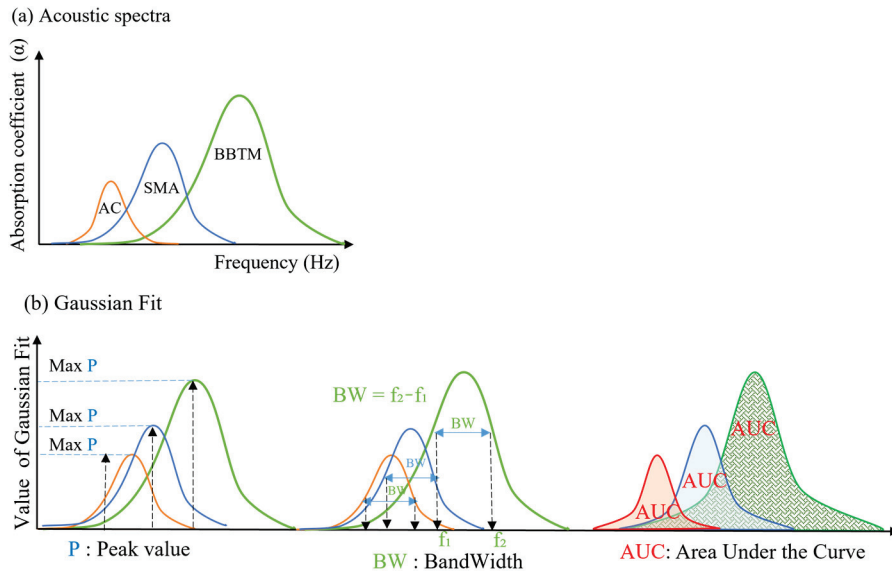 (a) Acoustic spectra
Absorption coefficient (α)
BBTM
SMA
AC
Frequency (Hz)
(b) Gaussian Fit
Value of Gaussian Fit
Max P
Max P
Max P
P : Peak value
BW = f₂-f₁
BW
BW
BW
f₁ f₂
BW : BandWidth
AUC
AUC
AUC
AUC: Area Under the Curve